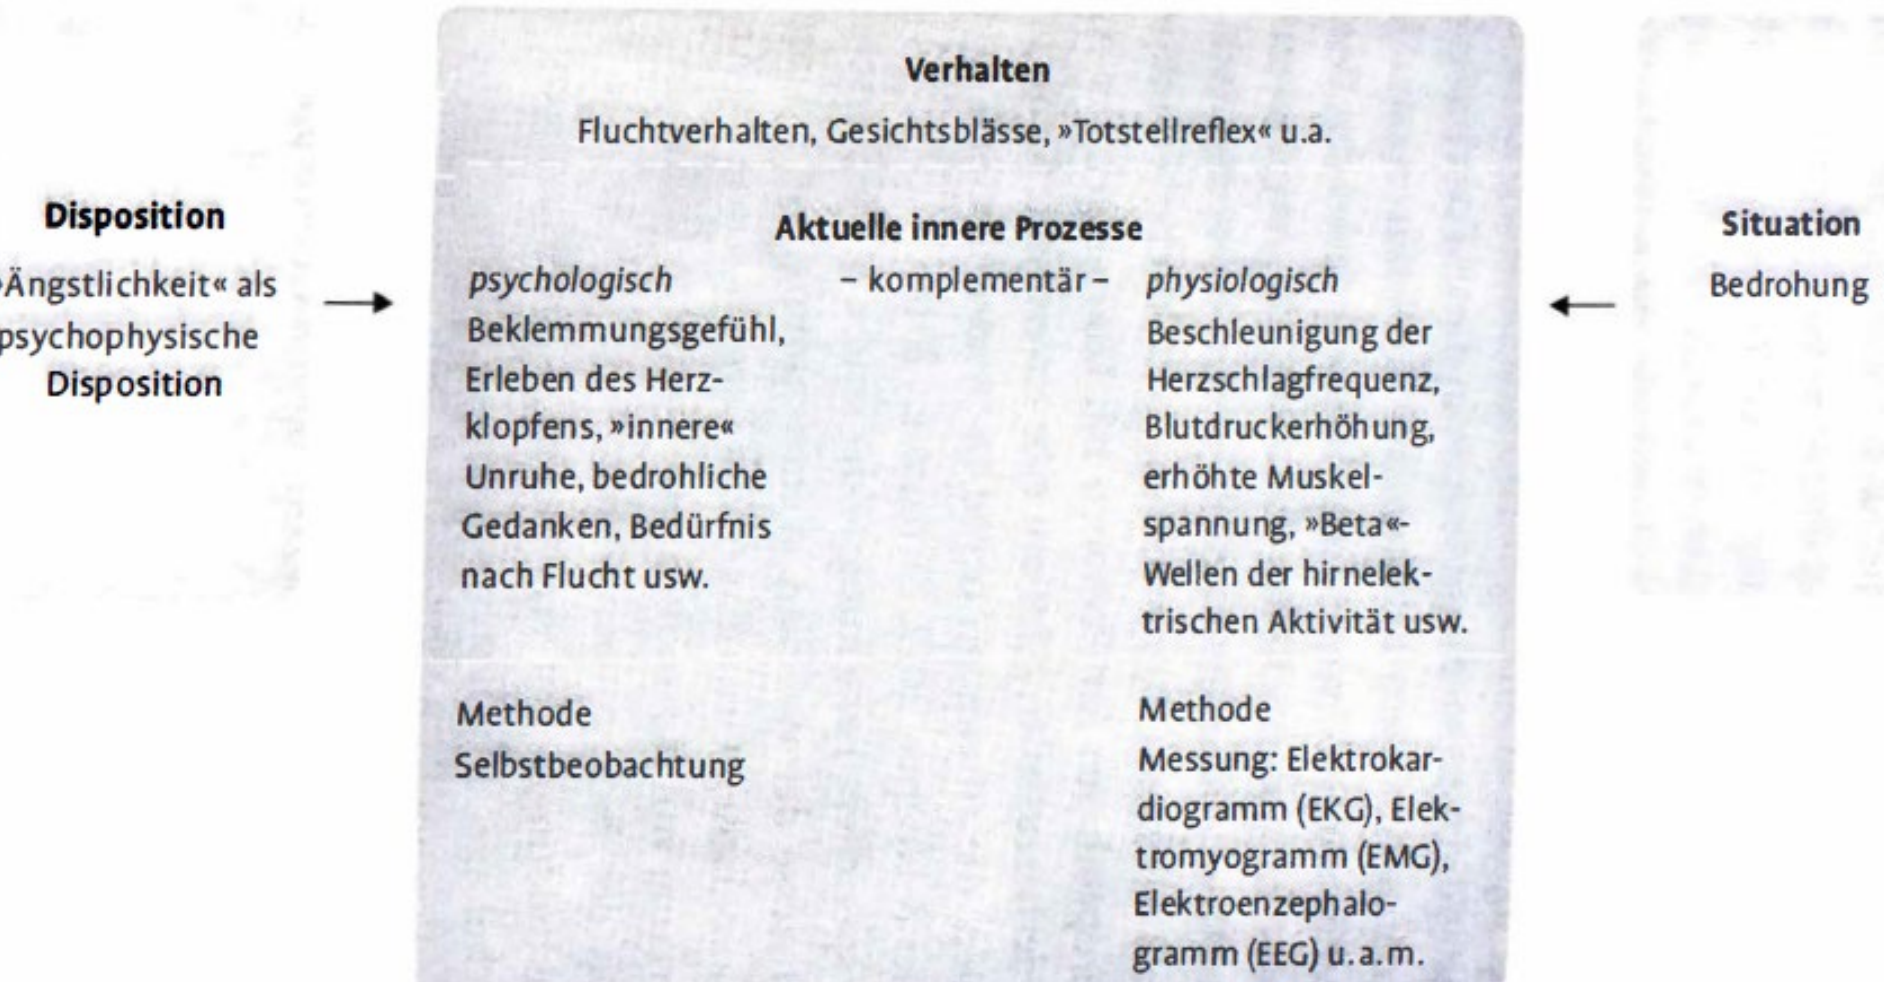 Verhalten
Fluchtverhalten, Gesichtsblässe, »Totstellreflex« u.a.
Disposition
»Ängstlichkeit« als
psychophysische
Disposition
Aktuelle innere Prozesse
psychologisch – komplementär – physiologisch
Beklemmungsgefühl,
Erleben des Herz-
klopfens, »innere«
Unruhe, bedrohliche
Gedanken, Bedürfnis
nach Flucht usw.
Beschleunigung der
Herzschlagfrequenz,
Blutdruckerhöhung,
erhöhte Muskel-
spannung, »Beta«-
Wellen der hirnelek-
trischen Aktivität usw.
Methode
Selbstbeobachtung
Methode
Messung: Elektrokar-
diogramm (EKG), Elek-
tromyogramm (EMG),
Elektroenzephalo-
gramm (EEG) u.a.m.
Situation
Bedrohung